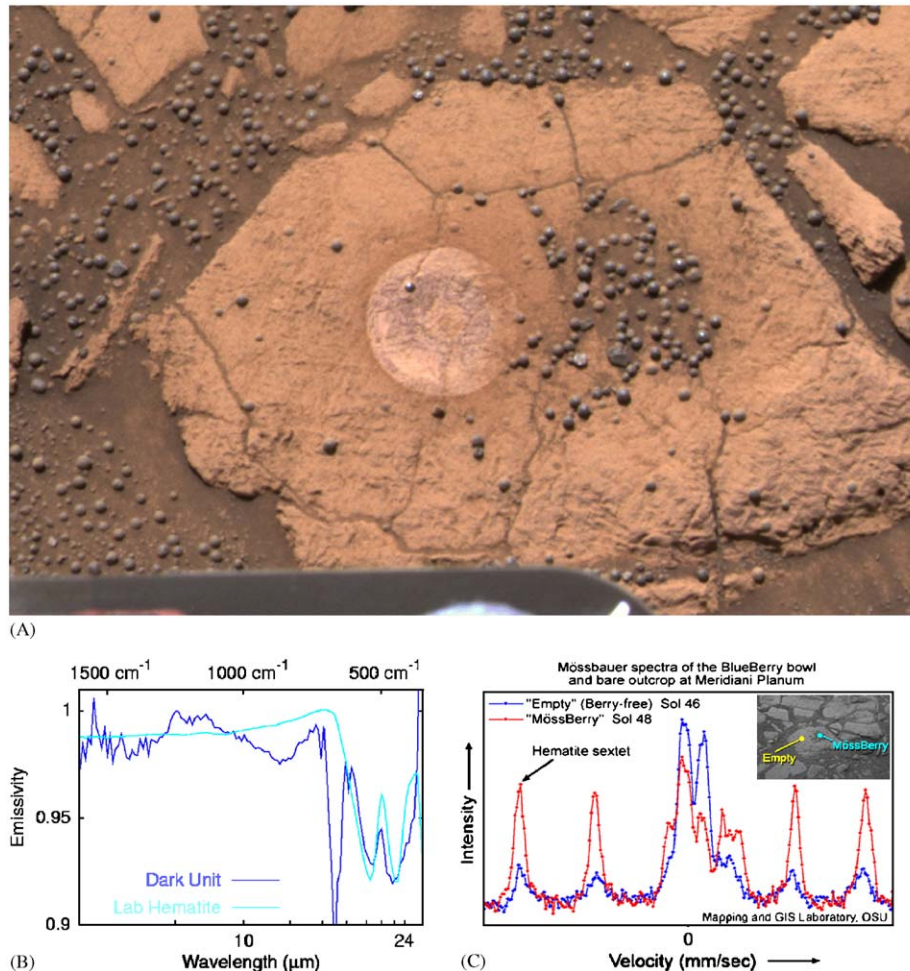 (A)
1500 cm⁻¹ 1000 cm⁻¹ 500 cm⁻¹
1
0.95
0.9
Emissivity
Dark Unit
Lab Hematite
10 24
(B)
Wavelength (μm)
Mössbauer spectra of the BlueBerry bowl
and bare outcrop at Meridiani Planum
"Empty" (Berry-free) Sol 46
"MössBerry" Sol 48
Hematite sextet
Empty
MössBerry
Intensity
Mapping and GIS Laboratory, OSU
0
(C)
Velocity (mm/sec)